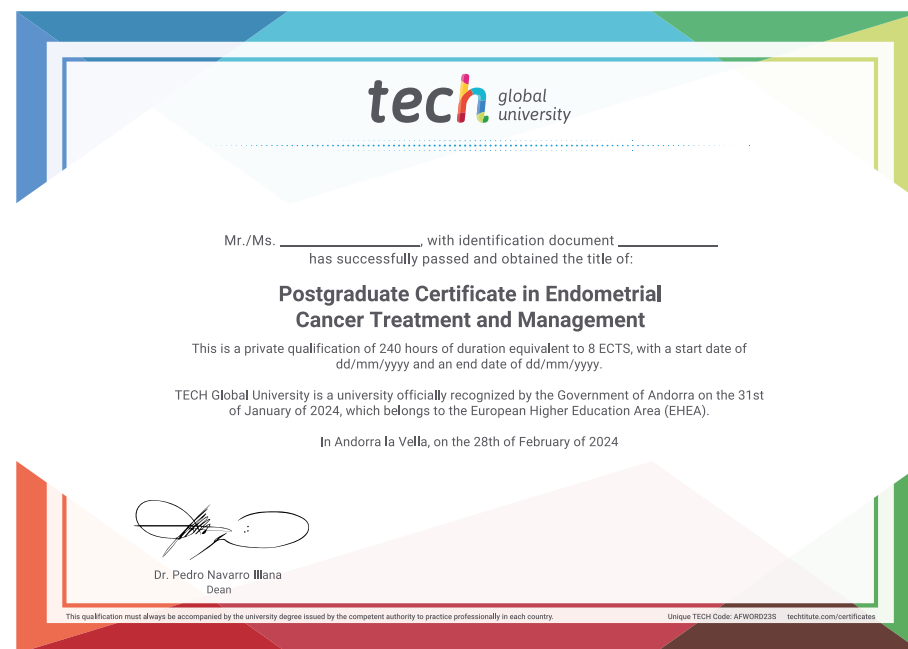 tech global university
Mr./Ms. ____________, with identification document ____________
has successfully passed and obtained the title of:
Postgraduate Certificate in Endometrial
Cancer Treatment and Management
This is a private qualification of 240 hours of duration equivalent to 8 ECTS, with a start date of
dd/mm/yyyy and an end date of dd/mm/yyyy.
TECH Global University is a university officially recognized by the Government of Andorra on the 31st
of January of 2024, which belongs to the European Higher Education Area (EHEA).
In Andorra la Vella, on the 28th of February of 2024
Dr. Pedro Navarro Illana
Dean
This qualification must always be accompanied by the university degree issued by the competent authority to practice professionally in each country.
Unique TECH Code: AFWORD23S techtitute.com/certificates